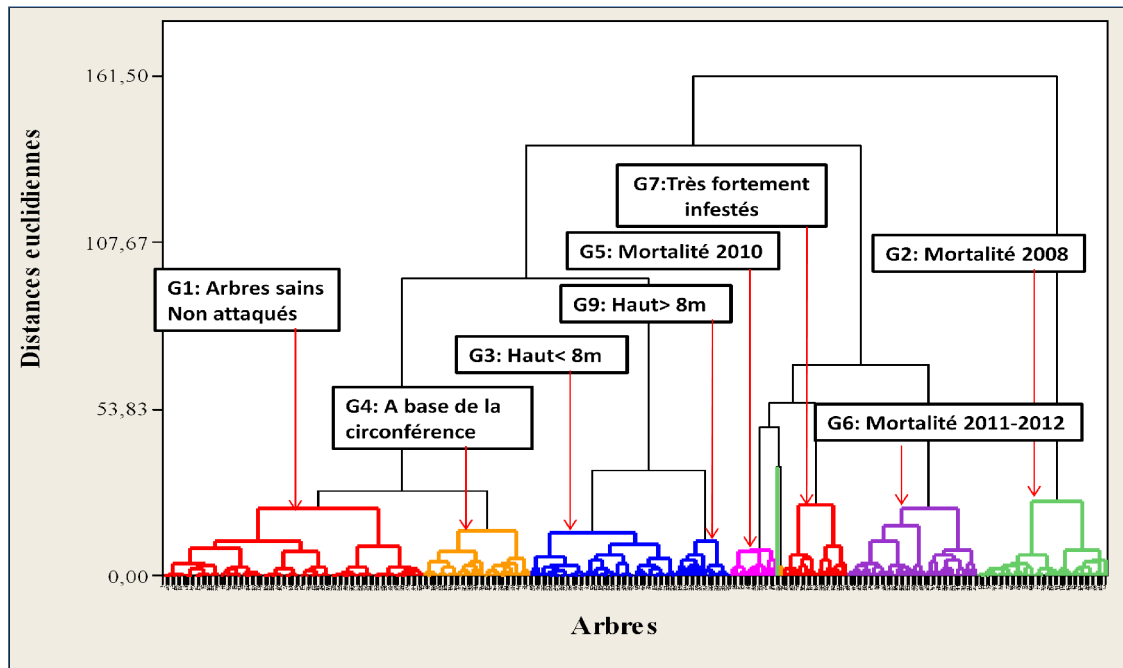 Distances euclidiennes
161,50
107,67
53,83
0,00
G7:Très fortement
infestés
G5: Mortalité 2010
G2: Mortalité 2008
G1: Arbres sains
Non attaqués
G9: Haut> 8m
G3: Haut< 8m
G4: A base de la
circonférence
G6: Mortalité 2011-2012
Arbres